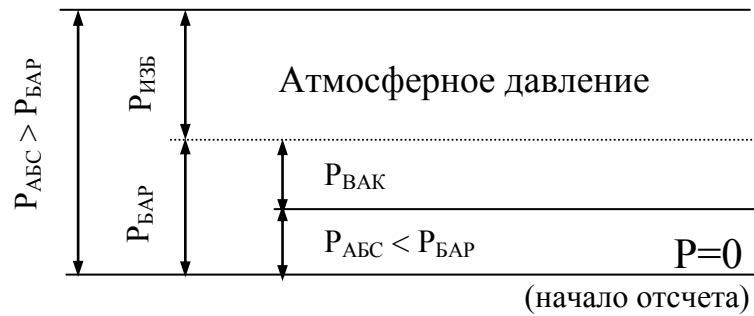 P_АБС > P_БАР
P_ИЗБ
P_БАР
Атмосферное давление
P_ВАК
P_АБС < P_БАР
P=0
(начало отсчета)